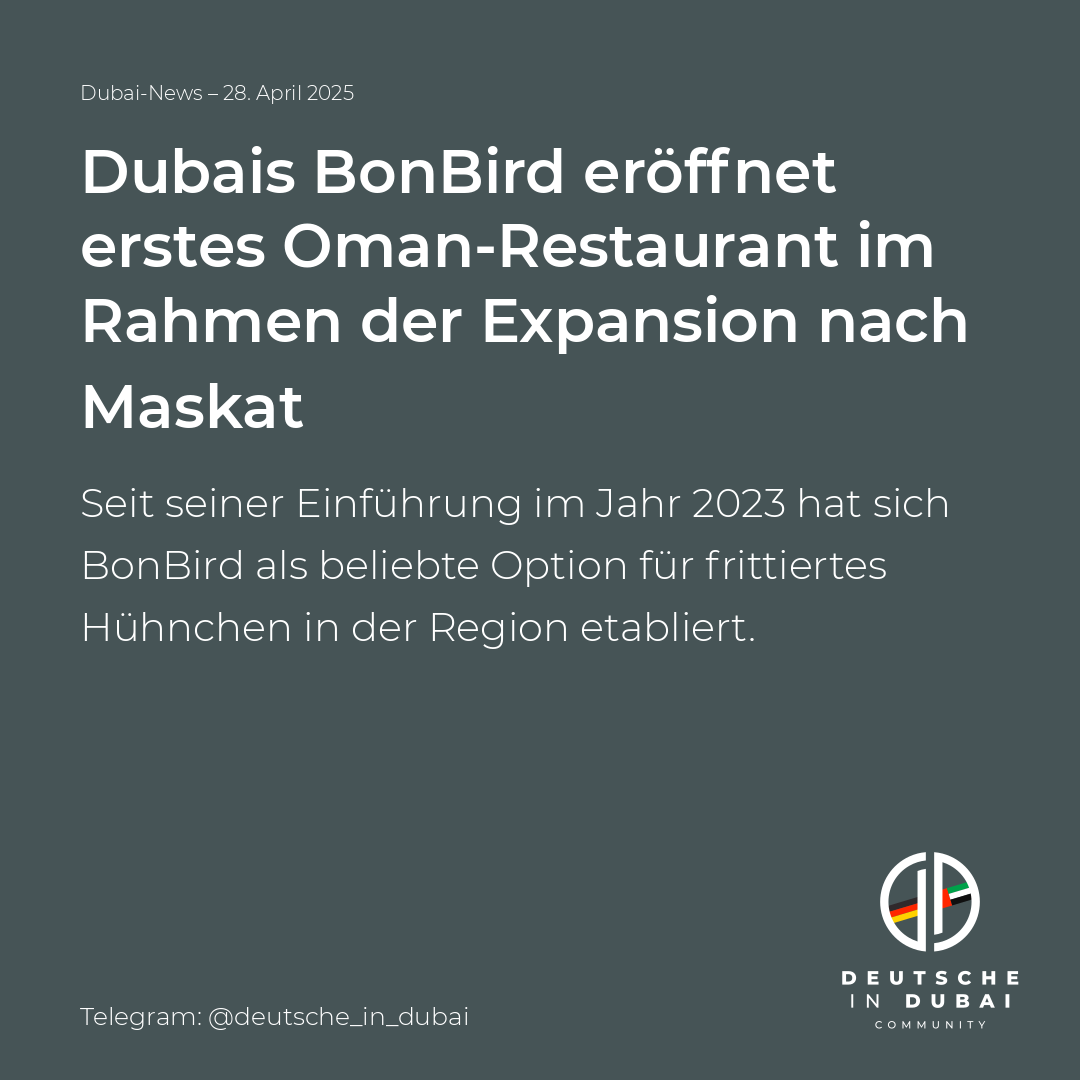 Dubai-News – 28. April 2025
Dubais BonBird eröffnet
erstes Oman-Restaurant im
Rahmen der Expansion nach
Maskat
Seit seiner Einführung im Jahr 2023 hat sich
BonBird als beliebte Option für frittiertes
Hühnchen in der Region etabliert.
DEUTSCHE
IN DUBAI
COMMUNITY
Telegram: @deutsche_in_dubai